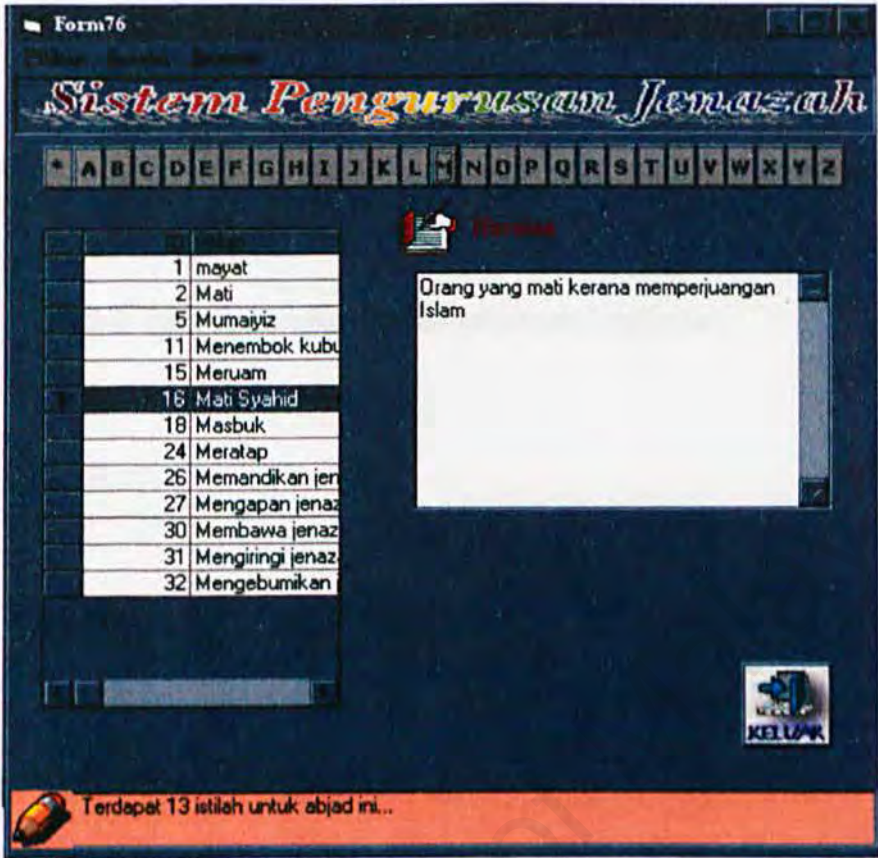 Form76
Sistem Pengurusan Jenazah
* A B C D E F G H I J K L M N O P Q R S T U V W X Y Z
1 mayat
2 Mati
5 Mumaiyiz
11 Menembok kubu
15 Meruam
16 Mati Syahid
18 Masbuk
24 Meratap
26 Memandikan jen
27 Mengapan jenaz
30 Membawa jenaz
31 Mengiringi jenaz
32 Mengebumikan
Orang yang mati kerana memperjuangan
Islam
KELUAR
Terdapat 13 istilah untuk abjad ini...